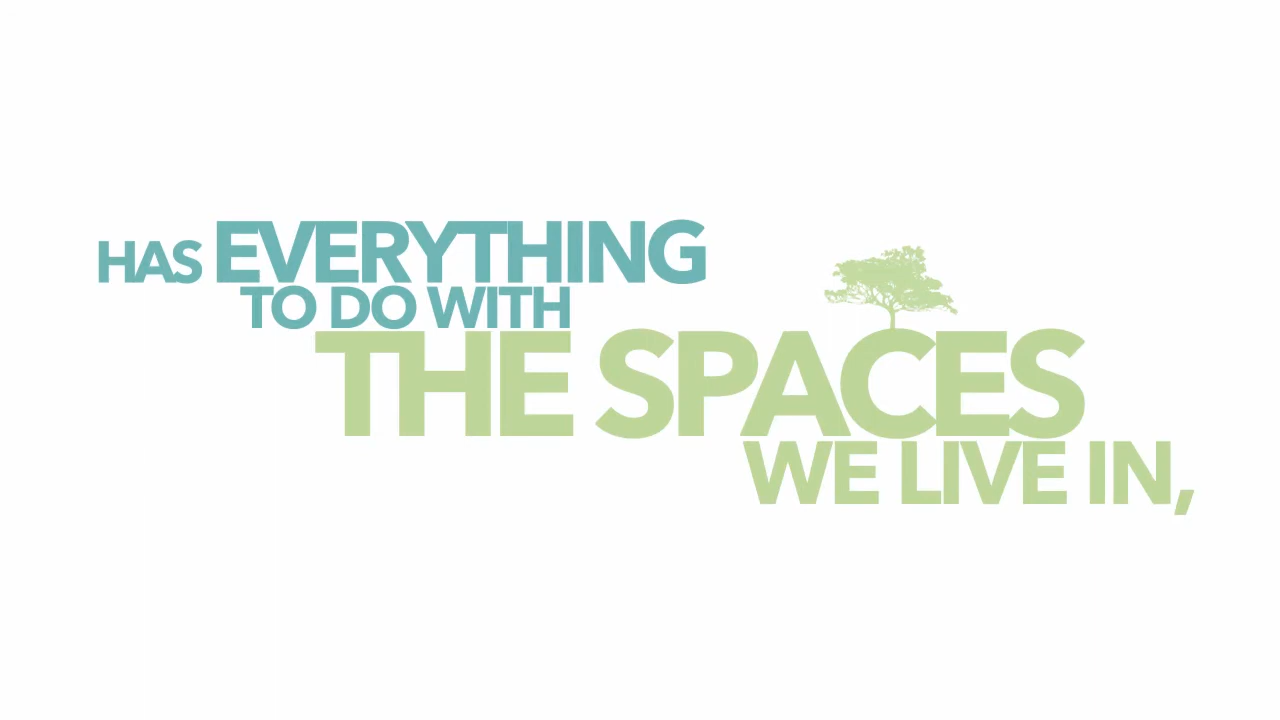 HAS EVERYTHING
TO DO WITH
THE SPACES
WE LIVE IN,